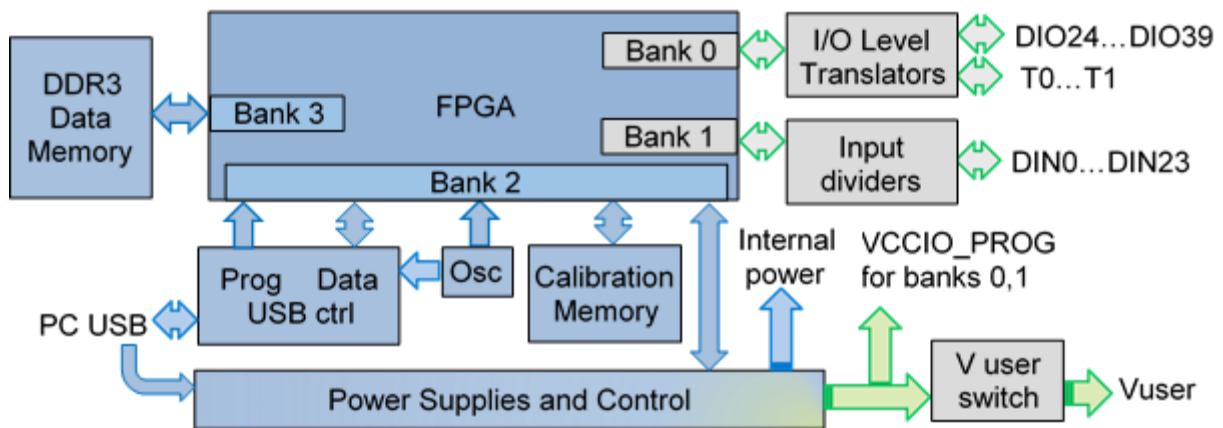 DDR3
Data
Memory
Bank 3
FPGA
Bank 0
Bank 1
Bank 2
I/O Level
Translators
DIO24...DIO39
T0...T1
Input
dividers
DIN0...DIN23
Prog Data
USB ctrl
Osc
Calibration
Memory
Internal
power
VCCIO_PROG
for banks 0,1
PC USB
Power Supplies and Control
V user
switch
Vuser